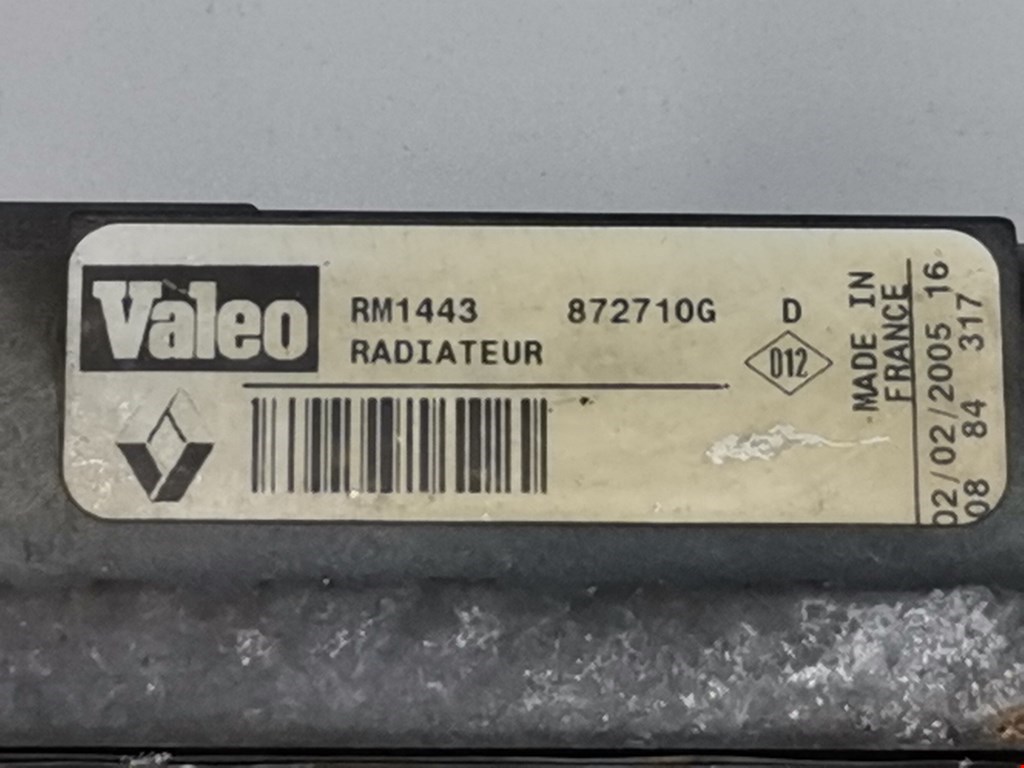 Valeo
RM1443 872710G D
RADIATEUR
D12
MADE IN
FRANCE
02/02/2005 16
08 84 317